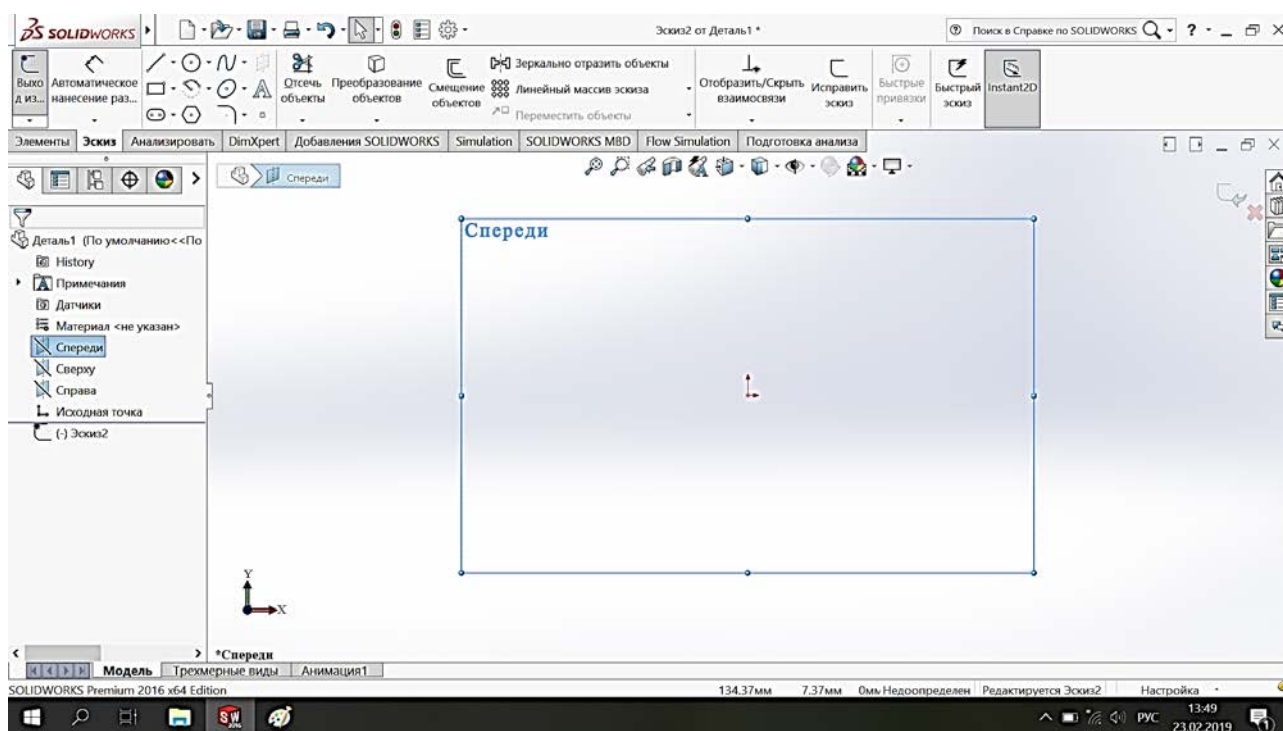 SOLIDWORKS
Эскиз2 от Деталь1 *
Поиск в Справке по SOLIDWORKS
Выхо
д из...
Автоматическое
нанесение раз...
Отсечь
объекты
Преобразование
объектов
Смещение
объектов
Зеркально отразить объекты
Линейный массив эскиза
Переместить объекты
Отобразить/Скрыть
взаимосвязи
Исправить
эскиз
Быстрые
привязки
Быстрый
эскиз
Instant2D
Элементы Эскиз Анализировать DimXpert Добавления SOLIDWORKS Simulation SOLIDWORKS MBD Flow Simulation Подготовка анализа
Спереди
Спереди
Деталь1 (По умолчанию<<По
History
Примечания
Датчики
Материал <не указан>
Спереди
Сверху
Справа
Исходная точка
(-) Эскиз2
Y
X
*Спереди
Модель Трехмерные виды Анимация1
SOLIDWORKS Premium 2016 x64 Edition
134.37мм 7.37мм 0мм Недоопределен Редактируется Эскиз2 Настройка
SW
2016
РУС
13:49
23.02.2019
1